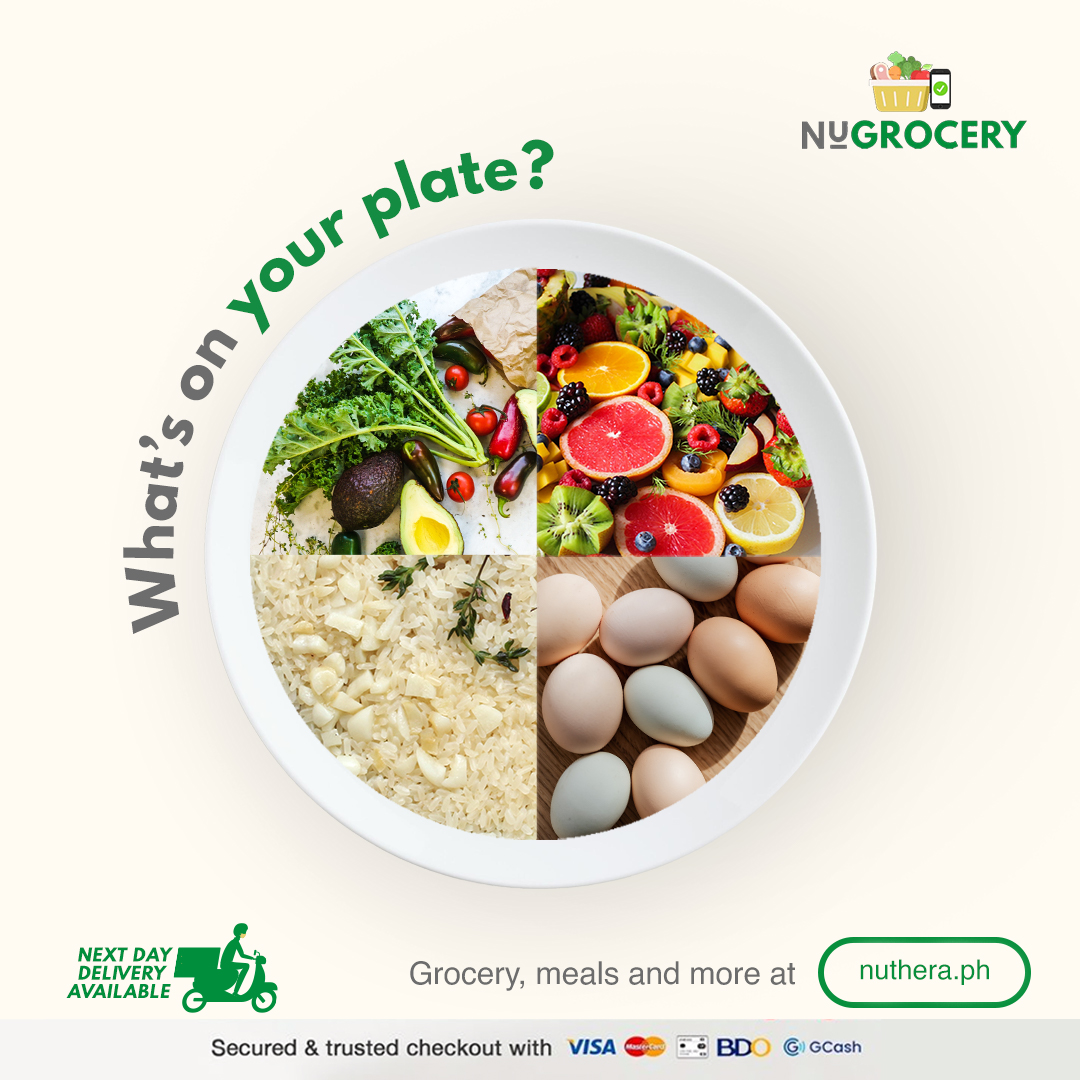 NuGROCERY
What's on your plate?
NEXT DAY
DELIVERY
AVAILABLE
Grocery, meals and more at
nuthera.ph
Secured & trusted checkout with VISA MasterCard BDO GCash